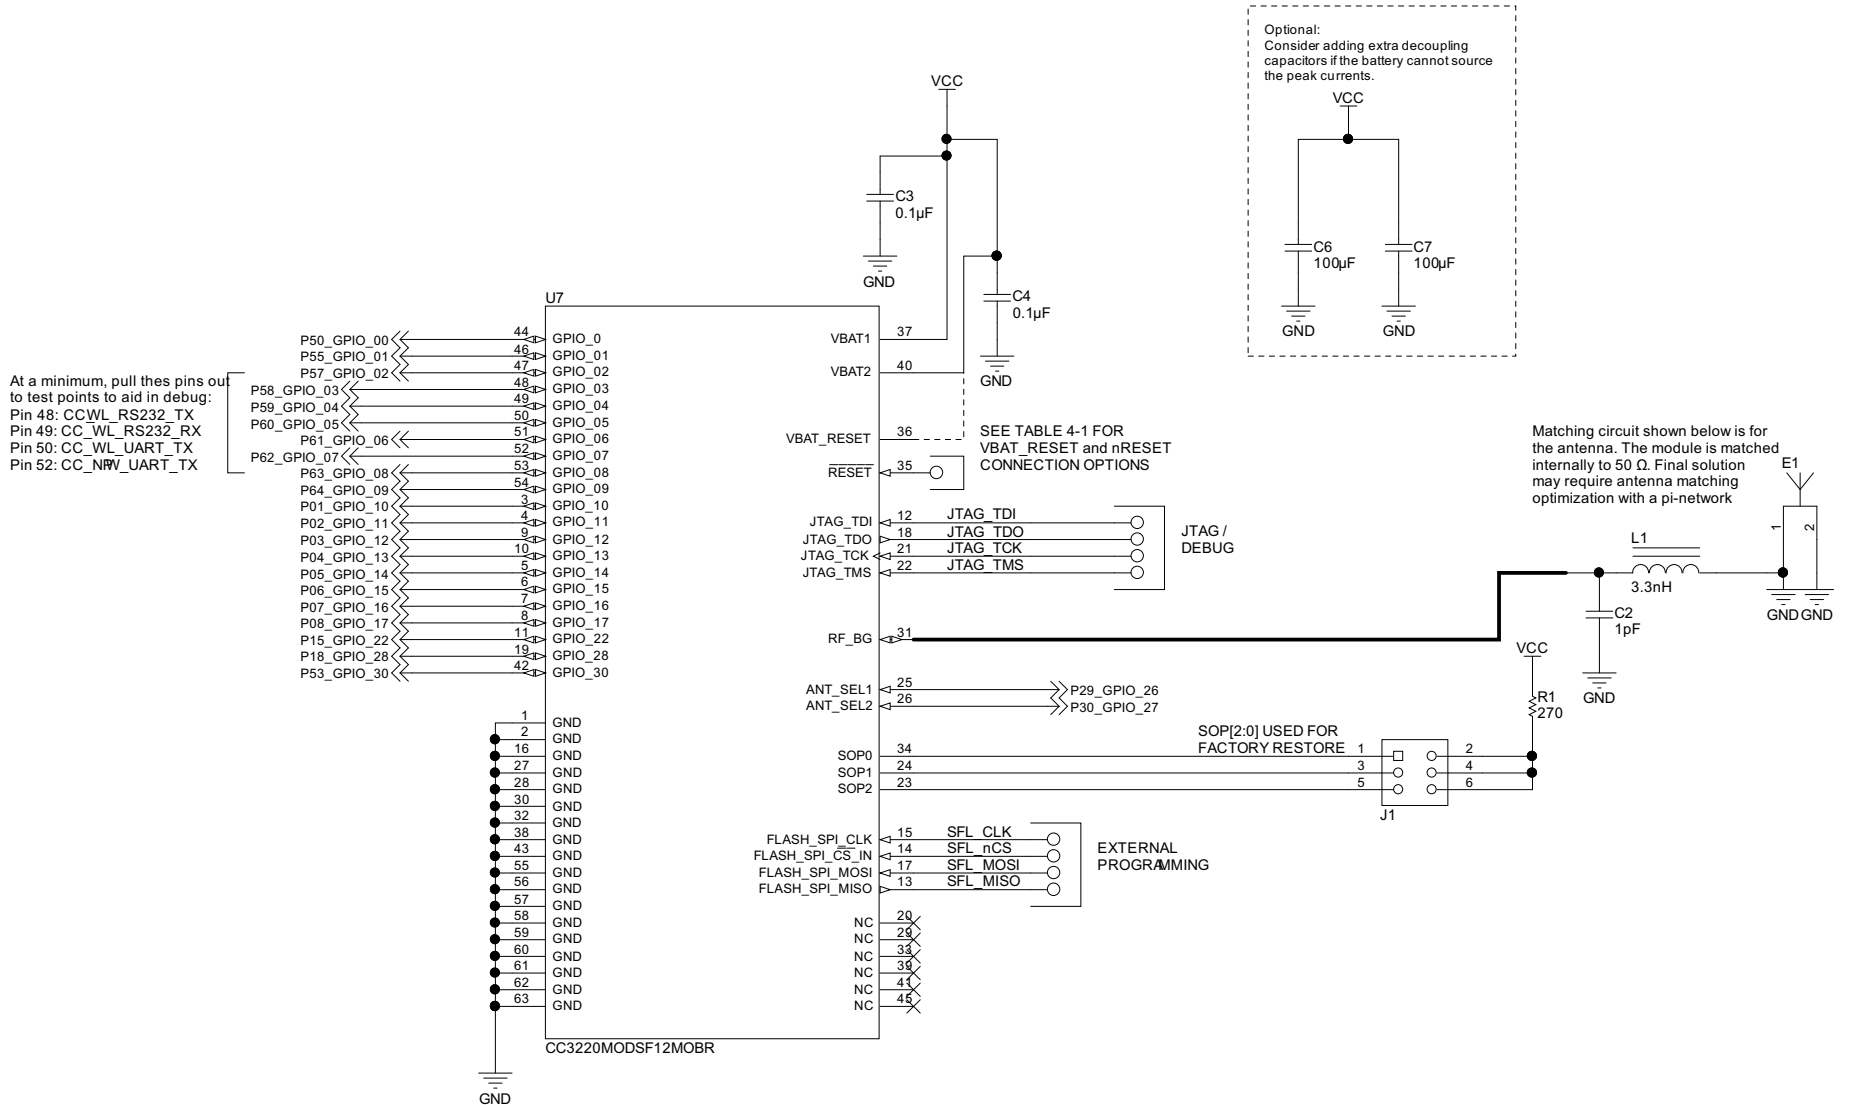 Optional:
Consider adding extra decoupling
capacitors if the battery cannot source
the peak currents.
VCC
C6
100µF
C7
100µF
GND
GND
VCC
C3
0.1µF
GND
C4
0.1µF
GND
U7
At a minimum, pull thes pins out
to test points to aid in debug:
Pin 48: CCWL_RS232_TX
Pin 49: CC_WL_RS232_RX
Pin 50: CC_WL_UART_TX
Pin 52: CC_NPW_UART_TX
P50_GPIO_00 44 GPIO_0
P55_GPIO_01 46 GPIO_01
P57_GPIO_02 47 GPIO_02
P58_GPIO_03 48 GPIO_03
P59_GPIO_04 49 GPIO_04
P60_GPIO_05 50 GPIO_05
P61_GPIO_06 51 GPIO_06
P62_GPIO_07 52 GPIO_07
P63_GPIO_08 53 GPIO_08
P64_GPIO_09 54 GPIO_09
P01_GPIO_10 3 GPIO_10
P02_GPIO_11 4 GPIO_11
P03_GPIO_12 9 GPIO_12
P04_GPIO_13 10 GPIO_13
P05_GPIO_14 5 GPIO_14
P06_GPIO_15 6 GPIO_15
P07_GPIO_16 7 GPIO_16
P08_GPIO_17 8 GPIO_17
P15_GPIO_22 11 GPIO_22
P18_GPIO_28 19 GPIO_28
P53_GPIO_30 42 GPIO_30
1 GND
2 GND
16 GND
27 GND
28 GND
30 GND
32 GND
38 GND
43 GND
55 GND
56 GND
57 GND
58 GND
59 GND
60 GND
61 GND
62 GND
63 GND
GND
VBAT1 37
VBAT2 40
VBAT_RESET 36
RESET 35
SEE TABLE 4-1 FOR
VBAT_RESET and nRESET
CONNECTION OPTIONS
JTAG_TDI 12 JTAG_TDI
JTAG_TDO 18 JTAG_TDO
JTAG_TCK 21 JTAG_TCK
JTAG_TMS 22 JTAG_TMS
JTAG /
DEBUG
RF_BG 31
ANT_SEL1 25 P29_GPIO_26
ANT_SEL2 26 P30_GPIO_27
SOP[2:0] USED FOR
FACTORY RESTORE
SOP0 34 1 2
SOP1 24 3 4
SOP2 23 5 6
J1
VCC
R1
270
FLASH_SPI_CLK 15 SFL_CLK
FLASH_SPI_CS_IN 14 SFL_nCS
FLASH_SPI_MOSI 17 SFL_MOSI
FLASH_SPI_MISO 13 SFL_MISO
EXTERNAL
PROGRAMMING
NC 20
NC 29
NC 33
NC 39
NC 41
NC 45
CC3220MODSF12MOBR
Matching circuit shown below is for
the antenna. The module is matched
internally to 50 Ω. Final solution
may require antenna matching
optimization with a pi-network
E1
1
2
L1
3.3nH
C2
1pF
GND
GND
GND